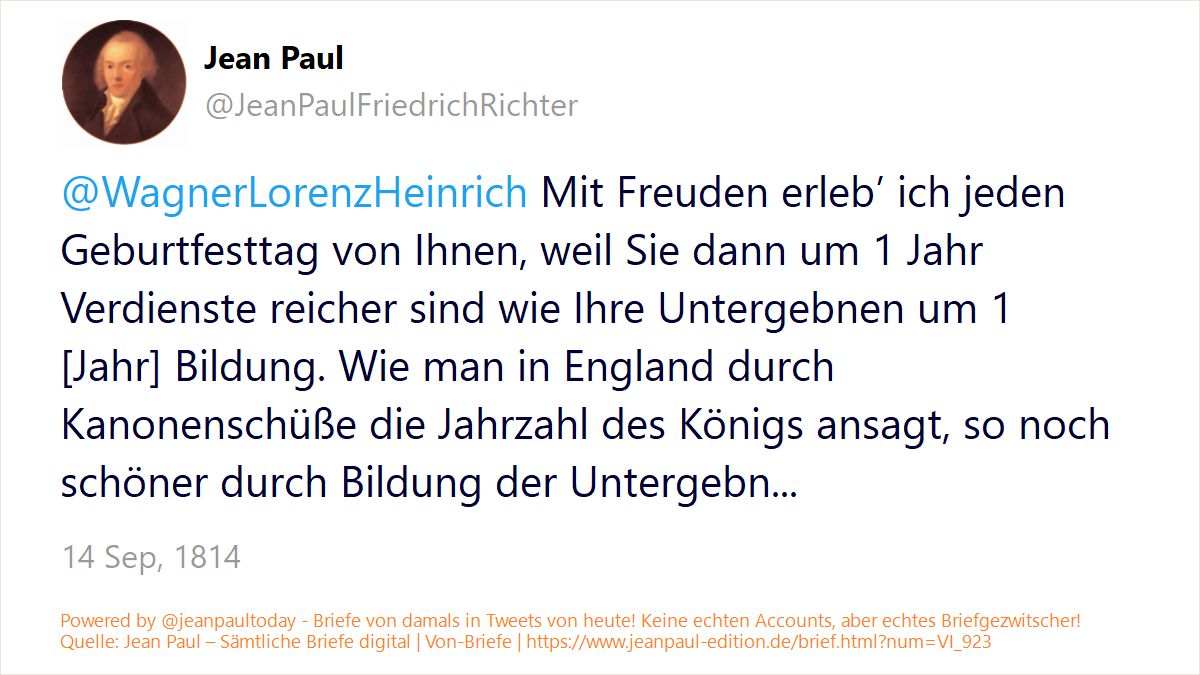 Jean Paul
@JeanPaulFriedrichRichter
@WagnerLorenzHeinrich Mit Freuden erleb’ ich jeden
Geburtfesttag von Ihnen, weil Sie dann um 1 Jahr
Verdienste reicher sind wie Ihre Untergebnen um 1
[Jahr] Bildung. Wie man in England durch
Kanonenschüße die Jahrzahl des Königs ansagt, so noch
schöner durch Bildung der Untergebn...
14 Sep, 1814
Powered by @jeanpaultoday - Briefe von damals in Tweets von heute! Keine echten Accounts, aber echtes Briefgezwitscher!
Quelle: Jean Paul – Sämtliche Briefe digital | Von-Briefe | https://www.jeanpaul-edition.de/brief.html?num=VI_923